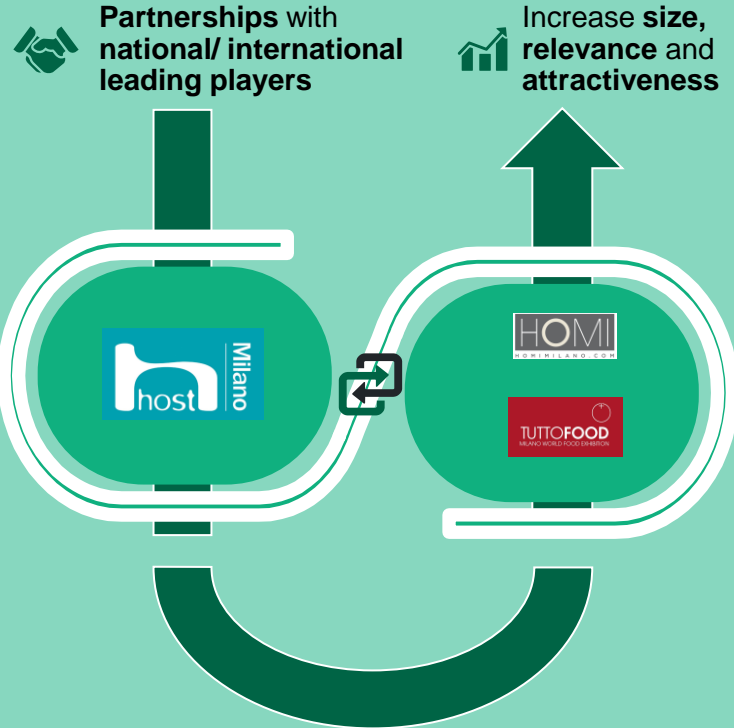 Partnerships with
national/ international
leading players
Increase size,
relevance and
attractiveness
host
Milano
HOMI
HOMIMILANO.COM
TUTTOFOOD
MILANO WORLD FOOD EXHIBITION